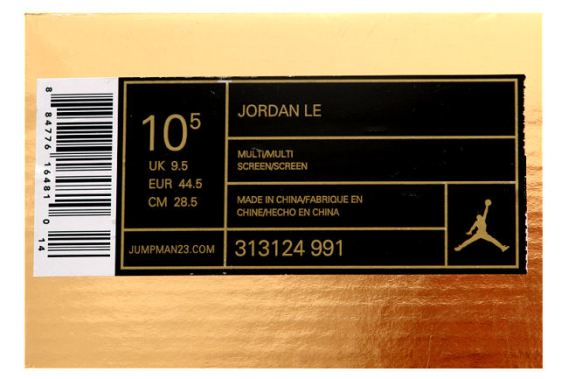 8 84776 16481 0 14
10⁵
UK 9.5
EUR 44.5
CM 28.5
JUMPMAN23.COM
JORDAN LE
MULTI/MULTI
SCREEN/SCREEN
MADE IN CHINA/FABRIQUE EN
CHINE/HECHO EN CHINA
313124 991